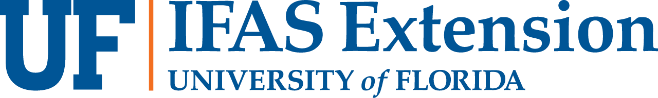 UF
IFAS Extension
UNIVERSITY of FLORIDA